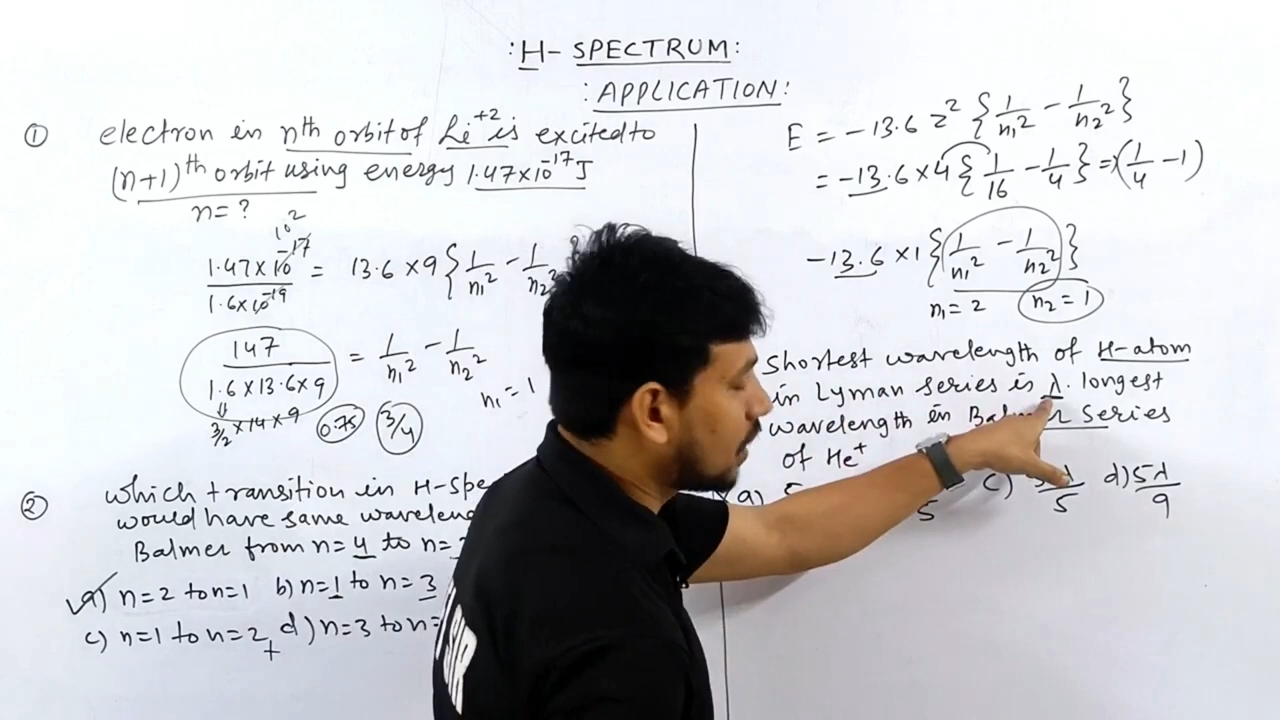 : H- SPECTRUM:
: APPLICATION:
① electron in nth orbit of Li⁺² is excited to
(n+1)ᵗʰ orbit using energy 1.47×10⁻¹⁷J
n=?
10²
1.47×10⁻¹⁷ / 1.6×10⁻¹⁹ = 13.6 ×9 { 1/n₁² - 1/n₂²
147 / 1.6×13.6×9 = 1/n₁² - 1/n₂²
3/2 ×14×9 0.75 3/4 n₁ = 1
② which transition in H-Spe
would have same wavelen
Balmer from n=4 to n=
a) n=2 to n=1 b) n=1 to n=3
c) n=1 to n=2 d) n=3 to n=
+
E = -13.6 z² { 1/n₁² - 1/n₂² }
= -13.6 ×4 { 1/16 - 1/4 } = (1/4 - 1)
-13.6 ×1 { 1/n₁² - 1/n₂² }
n₁ = 2 n₂ = 1
Shortest wavelength of H-atom
in Lyman series is λ. longest
wavelength in Balmer Series
of He⁺
a) 5 5 c) λ/5 d) 5λ/9
SIR